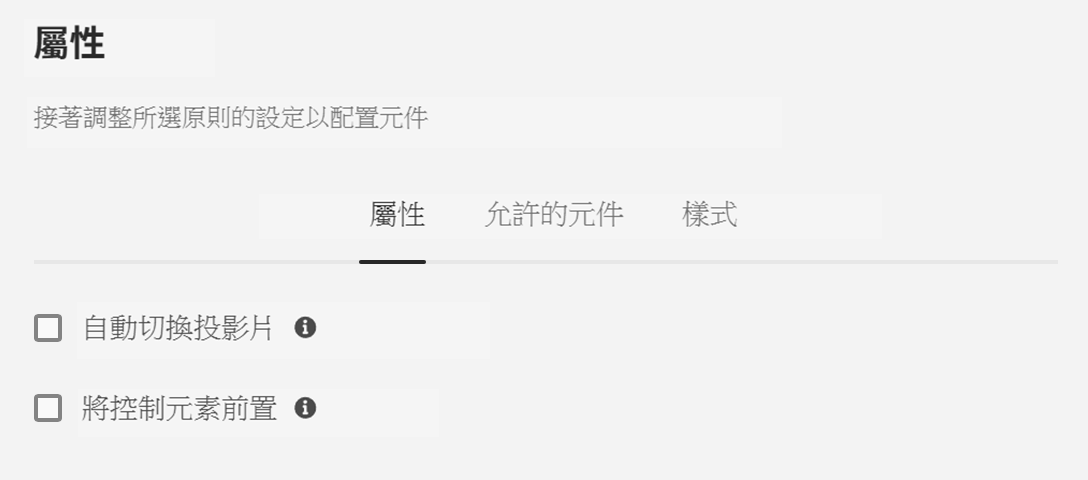 屬性
接著調整所選原則的設定以配置元件
屬性 允許的元件 樣式
自動切換投影片
將控制元素前置